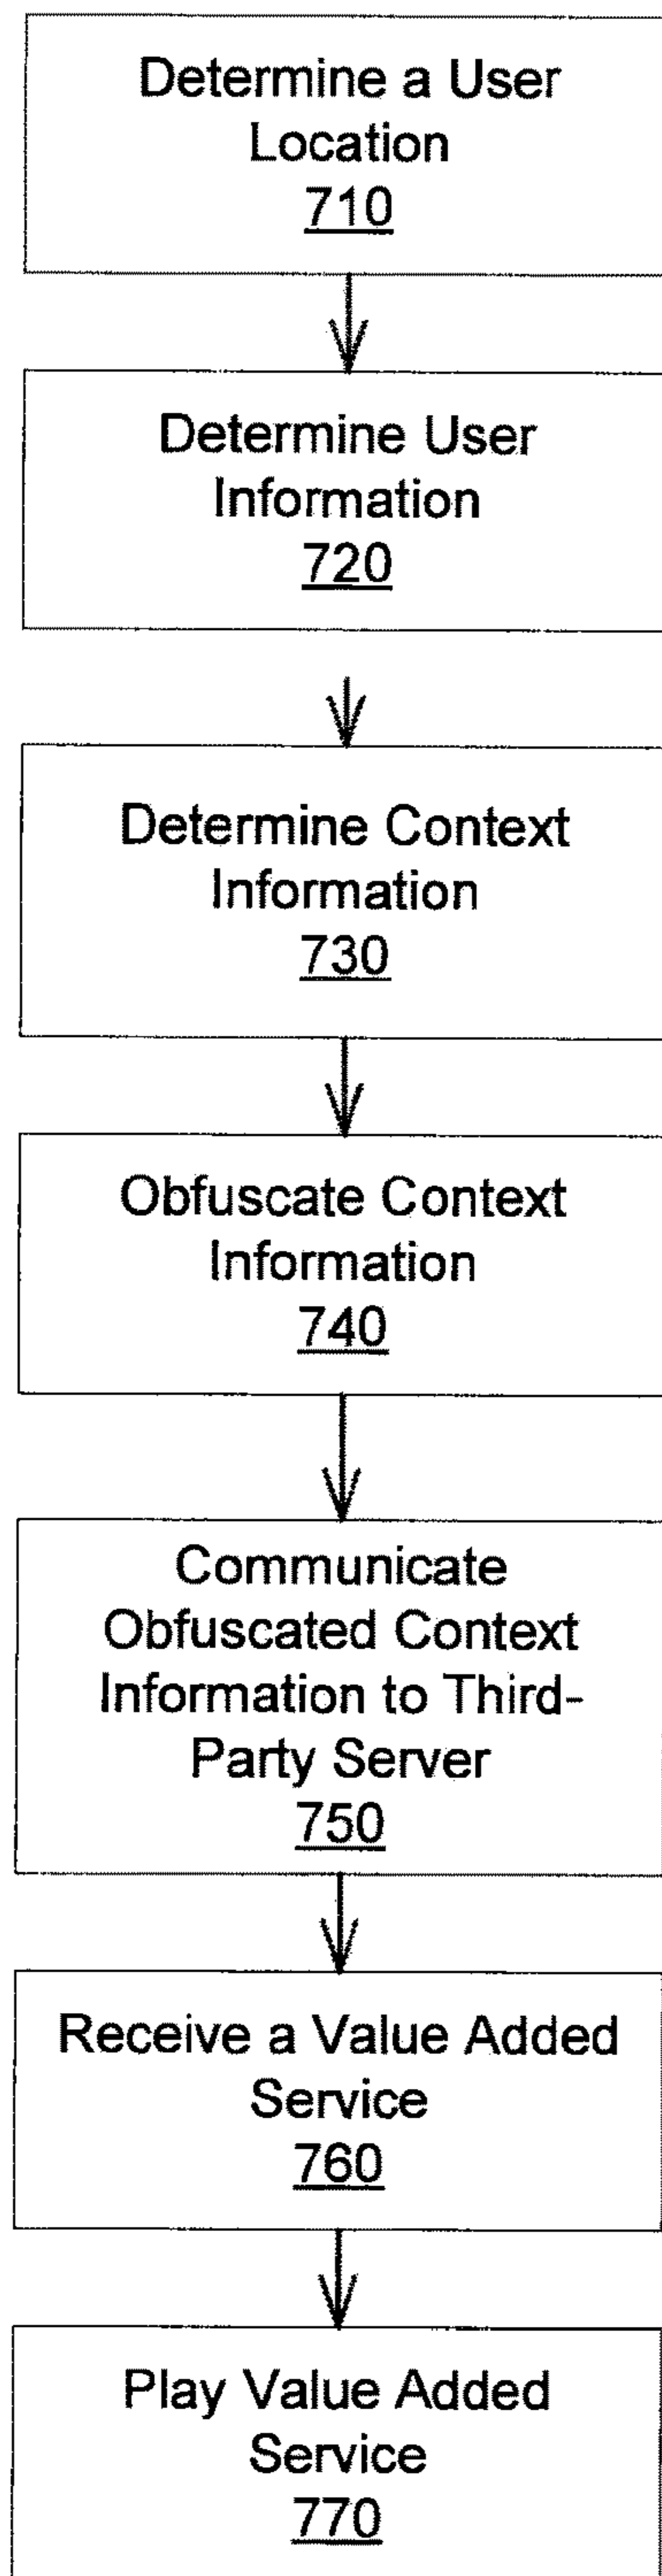 Determine a User
Location
710
Determine User
Information
720
Determine Context
Information
730
Obfuscate Context
Information
740
Communicate
Obfuscated Context
Information to Third-
Party Server
750
Receive a Value Added
Service
760
Play Value Added
Service
770